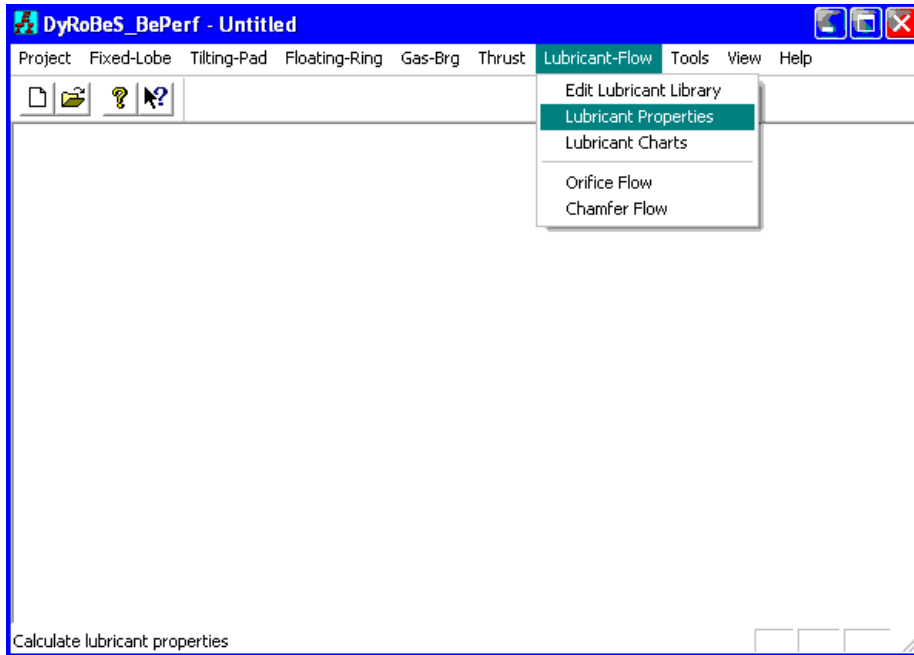 DyRoBeS_BePerf - Untitled
Project Fixed-Lobe Tilting-Pad Floating-Ring Gas-Brg Thrust Lubricant-Flow Tools View Help
Edit Lubricant Library
Lubricant Properties
Lubricant Charts
Orifice Flow
Chamfer Flow
Calculate lubricant properties